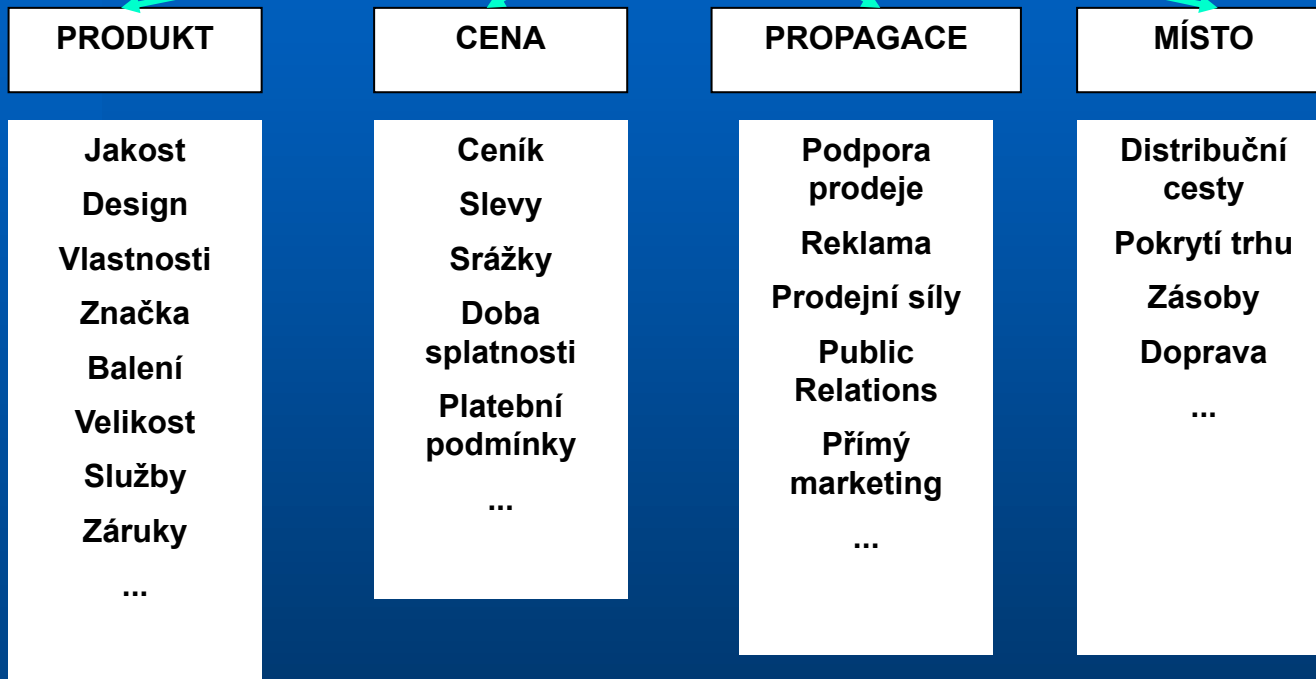 PRODUKT
Jakost
Design
Vlastnosti
Značka
Balení
Velikost
Služby
Záruky
...
CENA
Ceník
Slevy
Srážky
Doba
splatnosti
Platební
podmínky
...
PROPAGACE
Podpora
prodeje
Reklama
Prodejní síly
Public
Relations
Přímý
marketing
...
MÍSTO
Distribuční
cesty
Pokrytí trhu
Zásoby
Doprava
...